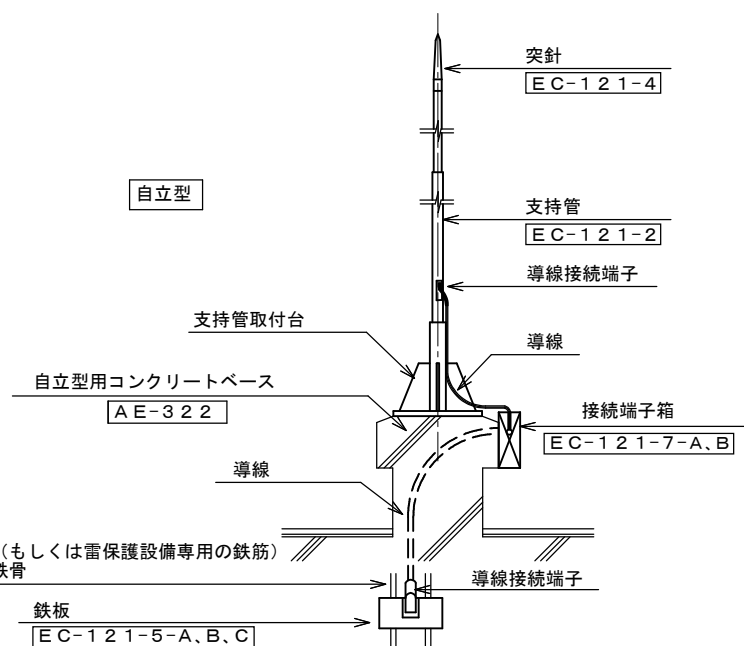 突針
EC-121-4
自立型
支持管
EC-121-2
導線接続端子
支持管取付台
導線
自立型用コンクリートベース
AE-322
接続端子箱
EC-121-7-A、B
導線
(もしくは雷保護設備専用の鉄筋)
鉄骨
導線接続端子
鉄板
EC-121-5-A、B、C